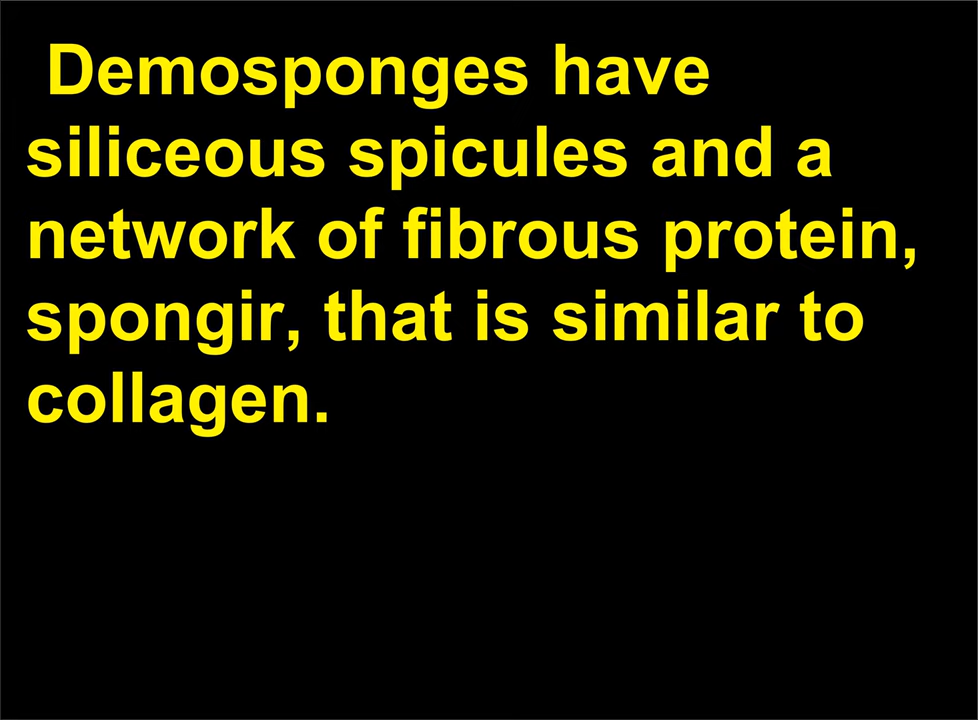 Demosponges have
siliceous spicules and a
network of fibrous protein,
spongir, that is similar to
collagen.